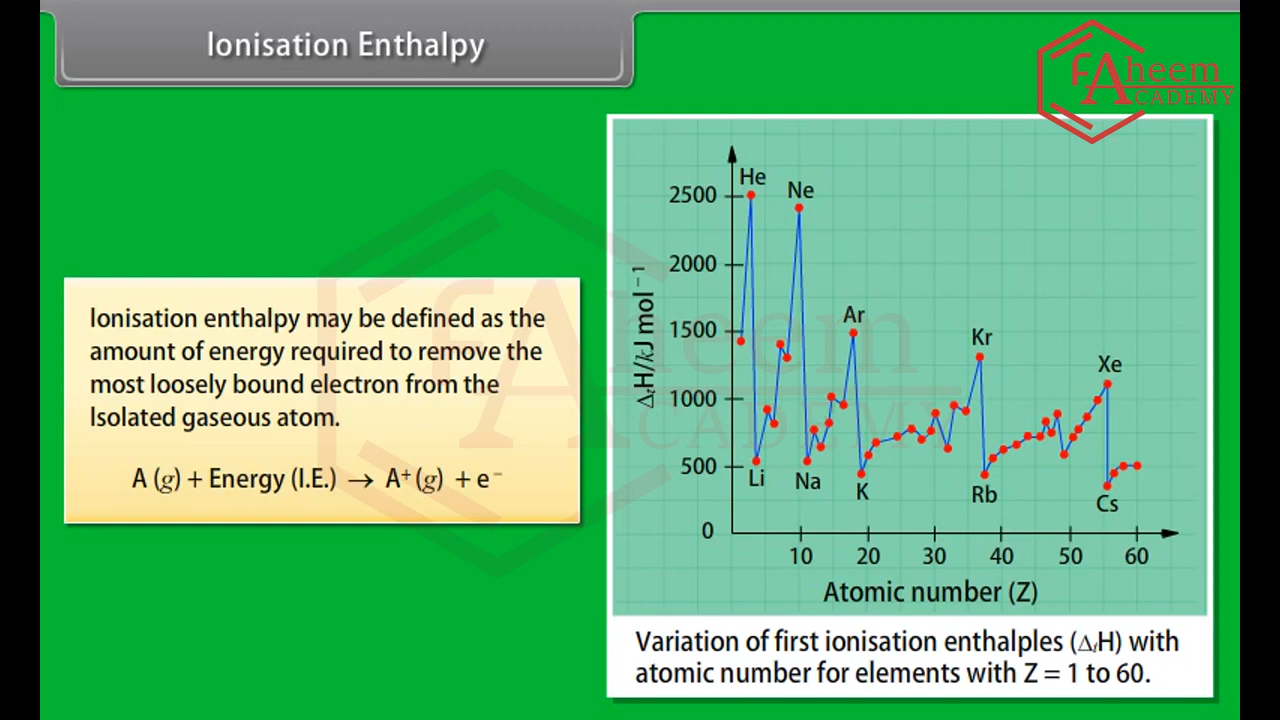 Ionisation Enthalpy
fAheem
ACADEMY
Ionisation enthalpy may be defined as the
amount of energy required to remove the
most loosely bound electron from the
Isolated gaseous atom.
A (g) + Energy (I.E.) → A⁺ (g) + e⁻
ΔᵢH/kJ mol⁻¹
2500
2000
1500
1000
500
0
He
Ne
Ar
Kr
Xe
Li
Na
K
Rb
Cs
10 20 30 40 50 60
Atomic number (Z)
Variation of first ionisation enthalples (ΔᵢH) with
atomic number for elements with Z = 1 to 60.